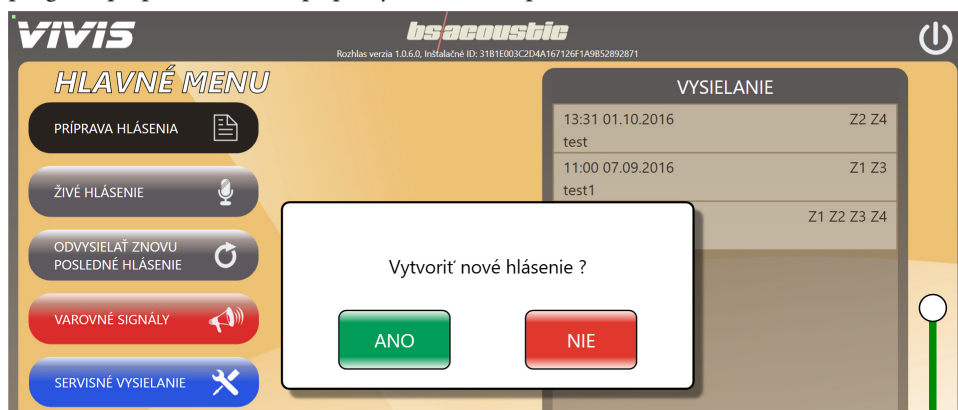 VIVIS
bsacoustic
Rozhlas verzia 1.0.6.0, Inštalačné ID: 31B1E003C2D4A167126F1A9B52892871
HLAVNÉ MENU
PRÍPRAVA HLÁSENIA
ŽIVÉ HLÁSENIE
ODVYSIELAŤ ZNOVU
POSLEDNÉ HLÁSENIE
VAROVNÉ SIGNÁLY
SERVISNÉ VYSIELANIE
VYSIELANIE
13:31 01.10.2016 Z2 Z4
test
11:00 07.09.2016 Z1 Z3
test1
Z1 Z2 Z3 Z4
Vytvoriť nové hlásenie ?
ANO NIE